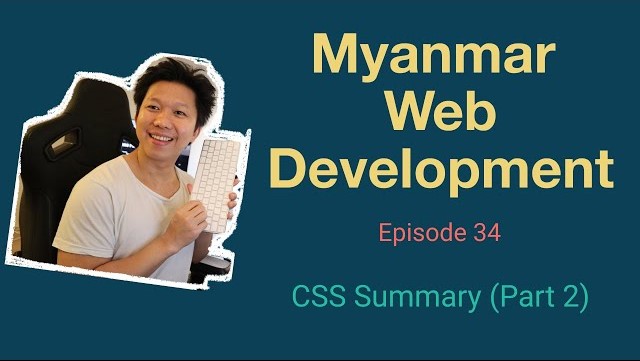 Myanmar
Web
Development
Episode 34
CSS Summary (Part 2)